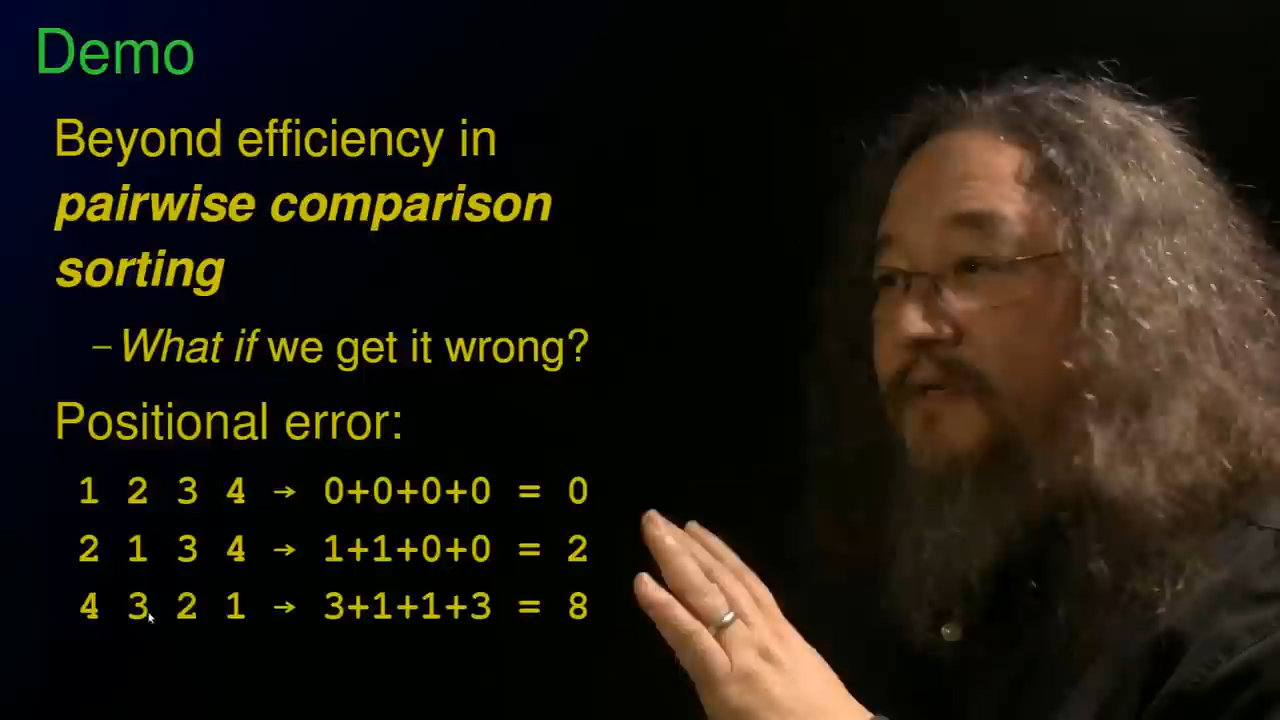 Demo
Beyond efficiency in
pairwise comparison
sorting
–What if we get it wrong?
Positional error:
1 2 3 4 → 0+0+0+0 = 0
2 1 3 4 → 1+1+0+0 = 2
4 3 2 1 → 3+1+1+3 = 8